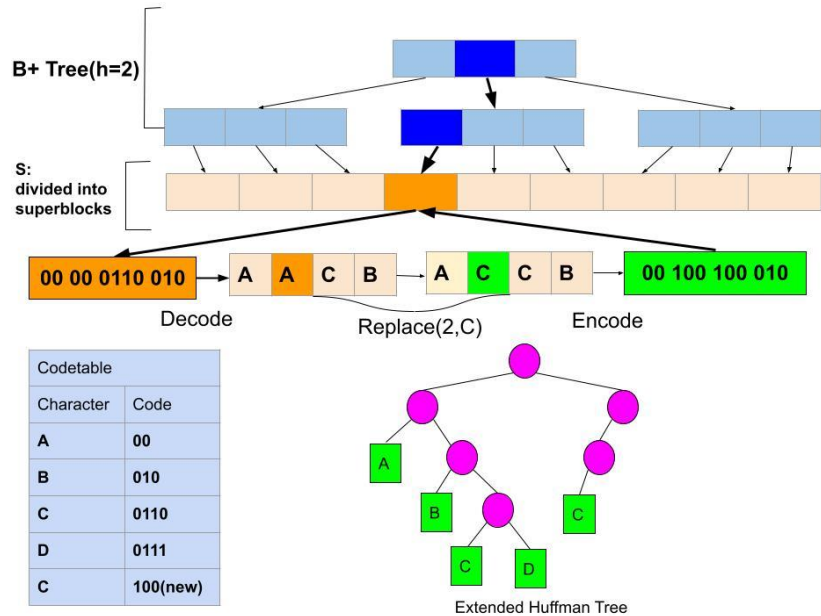 B+ Tree(h=2)
S:
divided into
superblocks
00 00 0110 010
A A C B
A C C B
00 100 100 010
Decode
Replace(2,C)
Encode
Codetable
Character Code
A 00
B 010
C 0110
D 0111
C 100(new)
A
B
C
C
D
Extended Huffman Tree